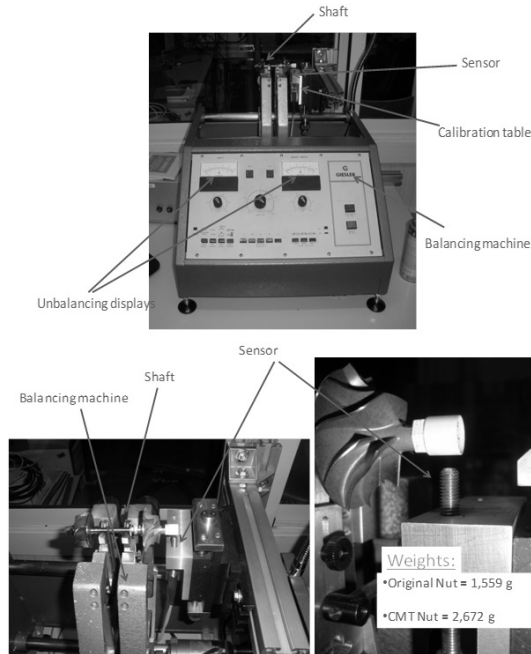 Shaft
Sensor
Calibration table
G
GIESLER
Balancing machine
Unbalancing displays
Sensor
Shaft
Balancing machine
Weights:
•Original Nut = 1,559 g
•CMT Nut = 2,672 g